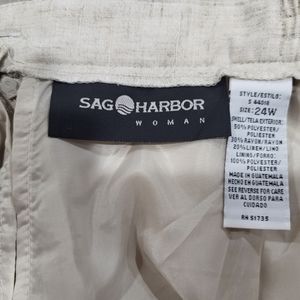 SAG HARBOR
WOMAN
STYLE/ESTILO:
S 44018
SIZE: 24W
SHELL/TELA EXTERIOR:
50% POLYESTER/
POLIESTER
30% RAYON/RAYON
20% LINEN/LINO
LINING/FORRO:
100% POLYESTER/
POLIESTER
MADE IN GUATEMALA
HECHO EN GUATEMALA
SEE REVERSE FOR CARE
VER AL DORSO PARA
CUIDADO
RN 51735